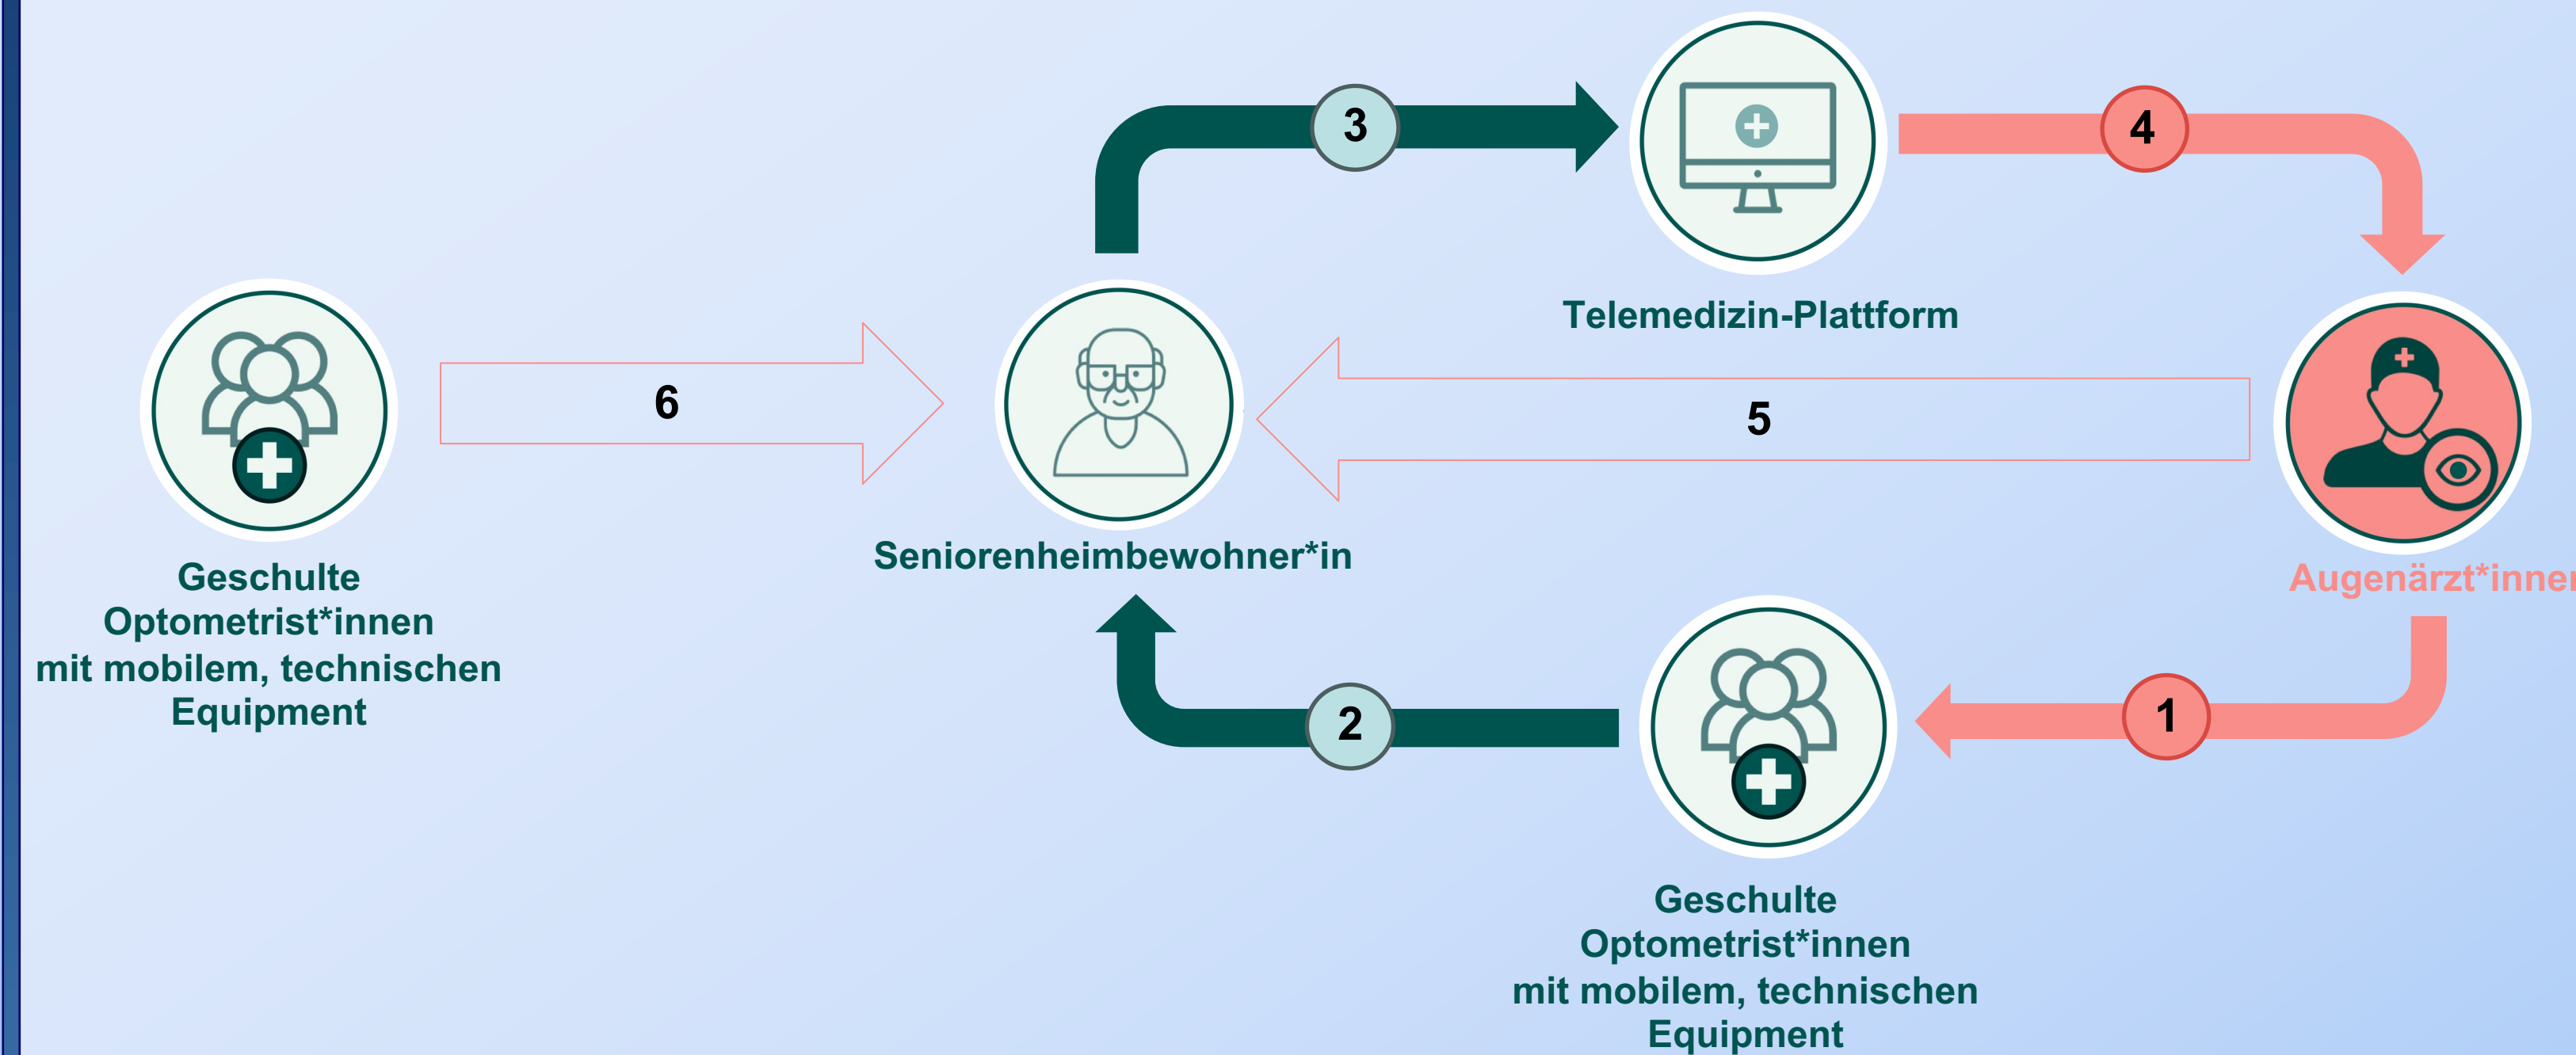 3
4
Telemedizin-Plattform
6
5
Seniorenheimbewohner*in
Geschulte
Optometrist*innen
mit mobilem, technischen
Equipment
Augenärzt*innen
2
1
Geschulte
Optometrist*innen
mit mobilem, technischen
Equipment